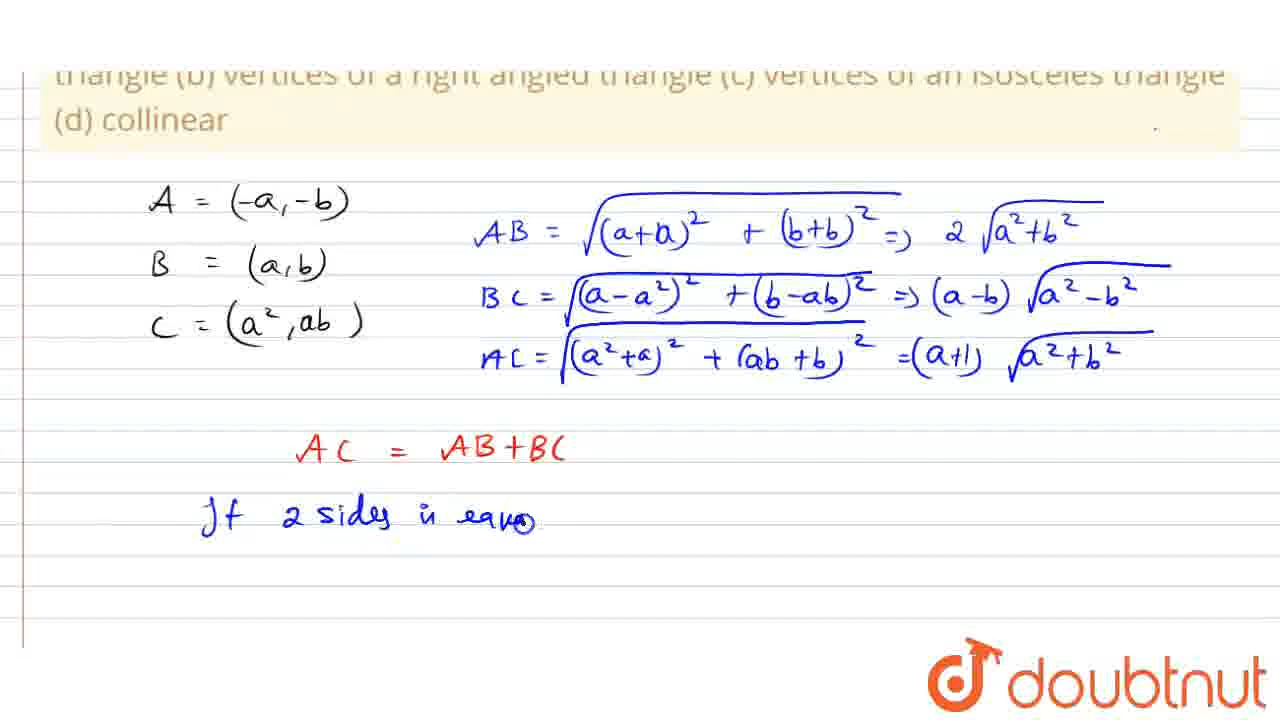 triangle (b) vertices of a right angled triangle (c) vertices of an isosceles triangle
(d) collinear
A = (-a, -b)
B = (a, b)
C = (a², ab)
AB = √((a+a)² + (b+b)²) => 2 √(a²+b²)
BC = √((a-a²)² + (b-ab)²) => (a-b) √(a²-b²)
AC = √((a²+a)² + (ab+b)²) = (a+1) √(a²+b²)
AC = AB+BC
If 2 sides is
doubtnut